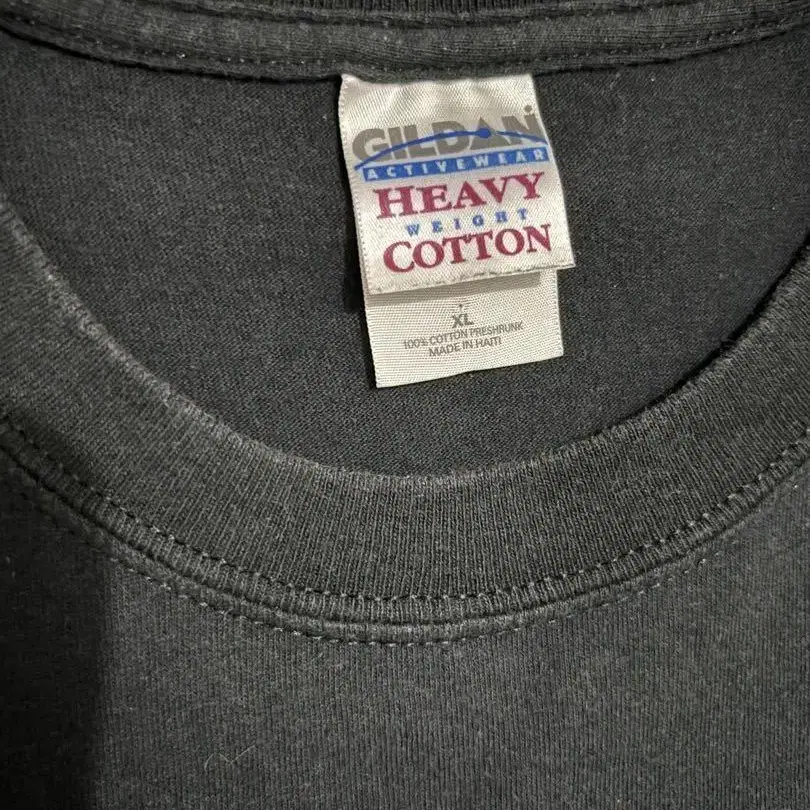 GILDAN
ACTIVEWEAR
HEAVY
WEIGHT
COTTON
XL
100% COTTON PRESHRUNK
MADE IN HAITI